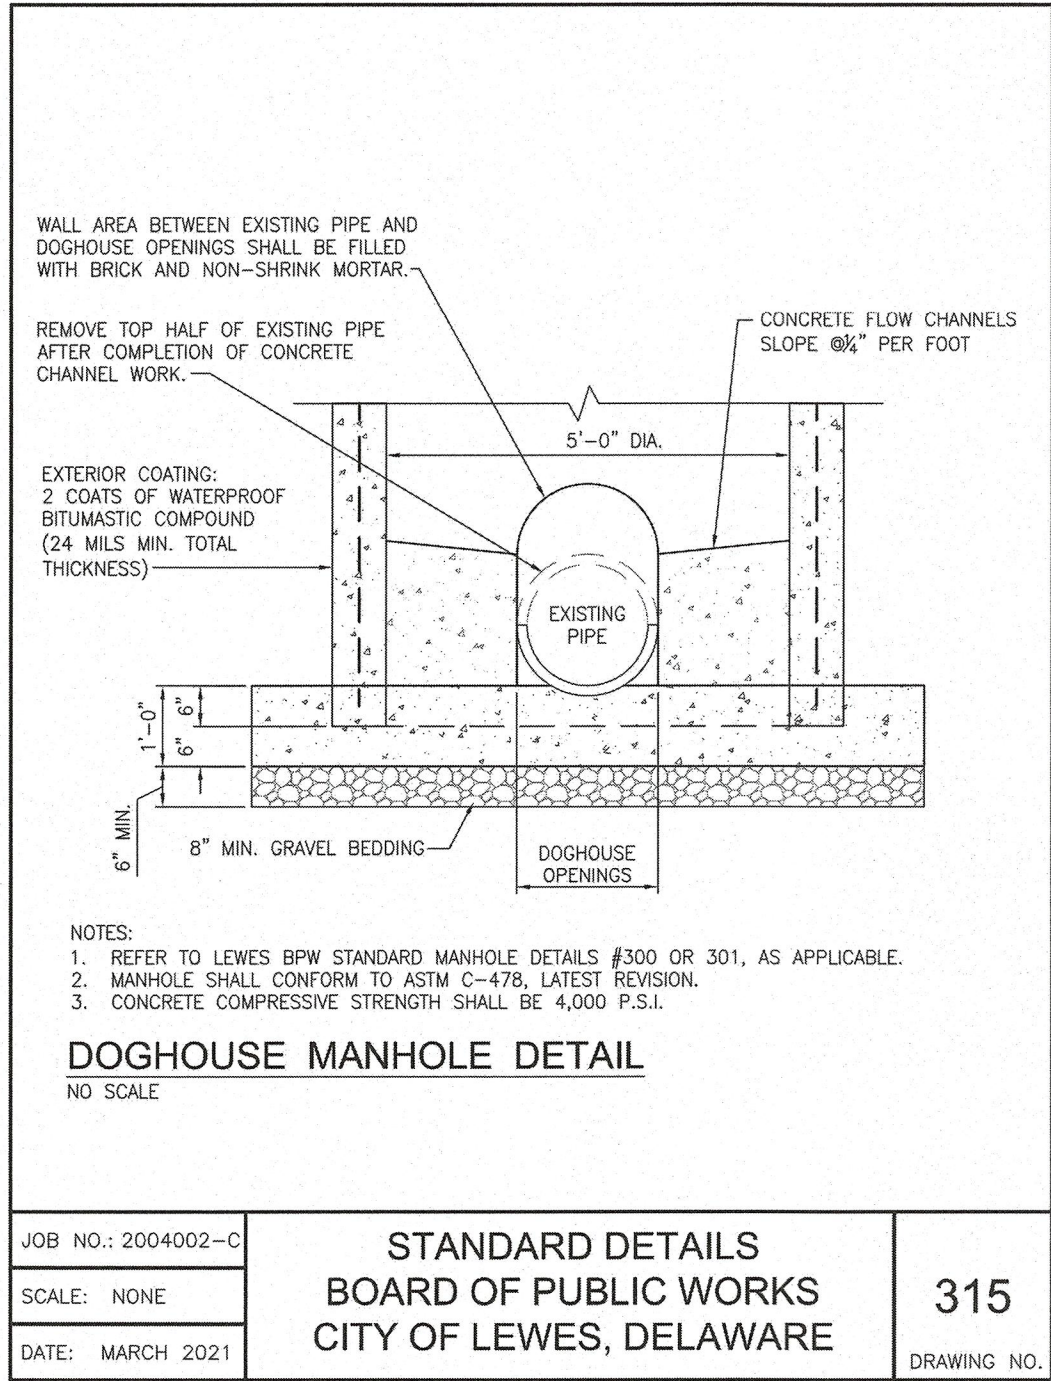 WALL AREA BETWEEN EXISTING PIPE AND
DOGHOUSE OPENINGS SHALL BE FILLED
WITH BRICK AND NON-SHRINK MORTAR.
REMOVE TOP HALF OF EXISTING PIPE
AFTER COMPLETION OF CONCRETE
CHANNEL WORK.
CONCRETE FLOW CHANNELS
SLOPE @¼" PER FOOT
5'-0" DIA.
EXTERIOR COATING:
2 COATS OF WATERPROOF
BITUMASTIC COMPOUND
(24 MILS MIN. TOTAL
THICKNESS)
EXISTING
PIPE
1'-0"
6"
6"
6" MIN.
8" MIN. GRAVEL BEDDING
DOGHOUSE
OPENINGS
NOTES:
1. REFER TO LEWES BPW STANDARD MANHOLE DETAILS #300 OR 301, AS APPLICABLE.
2. MANHOLE SHALL CONFORM TO ASTM C-478, LATEST REVISION.
3. CONCRETE COMPRESSIVE STRENGTH SHALL BE 4,000 P.S.I.
DOGHOUSE MANHOLE DETAIL
NO SCALE
JOB NO.: 2004002-C
SCALE: NONE
DATE: MARCH 2021
STANDARD DETAILS
BOARD OF PUBLIC WORKS
CITY OF LEWES, DELAWARE
315
DRAWING NO.